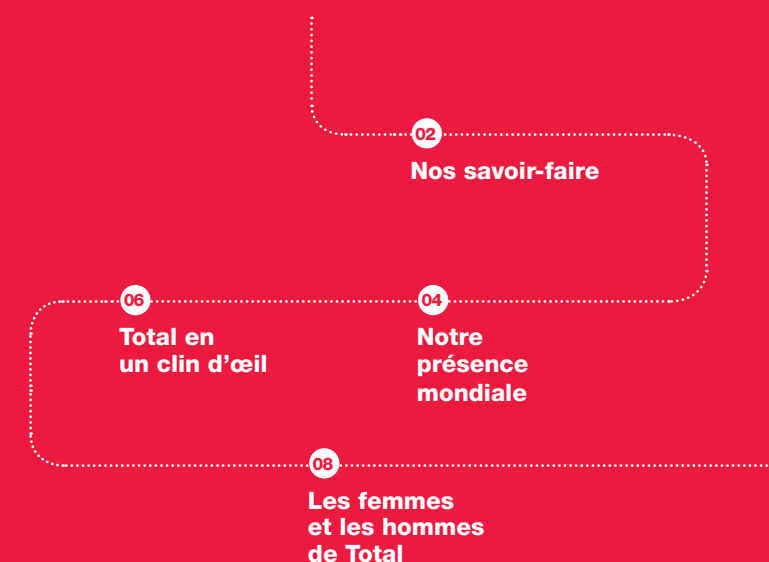 02
Nos savoir-faire
04
Notre
présence
mondiale
06
Total en
un clin d’œil
08
Les femmes
et les hommes
de Total